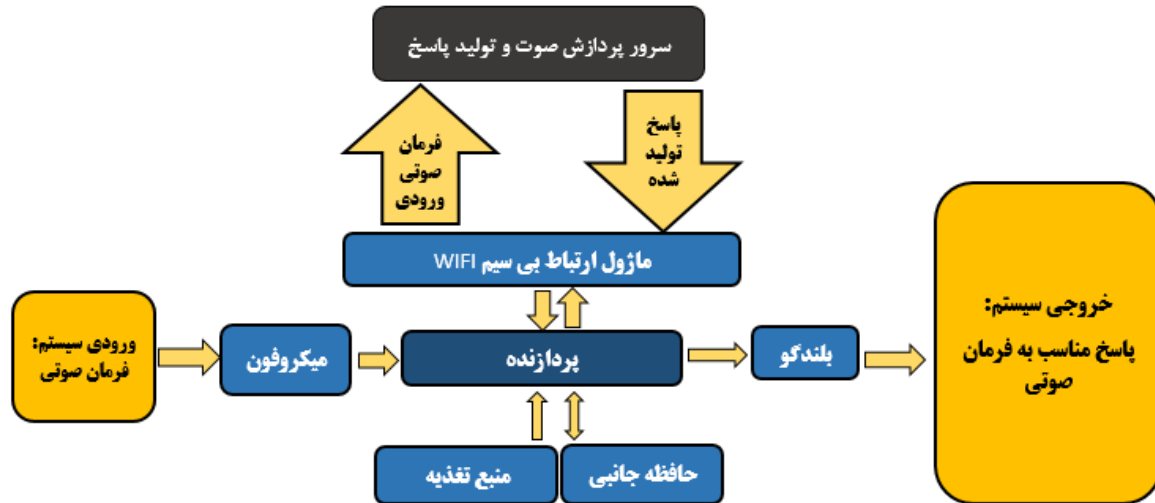 سرور پردازش صوت و تولید پاسخ
فرمان
صوتی
ورودی
پاسخ
تولید
شده
ماژول ارتباط بی سیم WIFI
ورودی سیستم:
فرمان صوتی
میکروفون
پردازنده
بلندگو
خروجی سیستم:
پاسخ مناسب به فرمان
صوتی
منبع تغذیه
حافظه جانبی